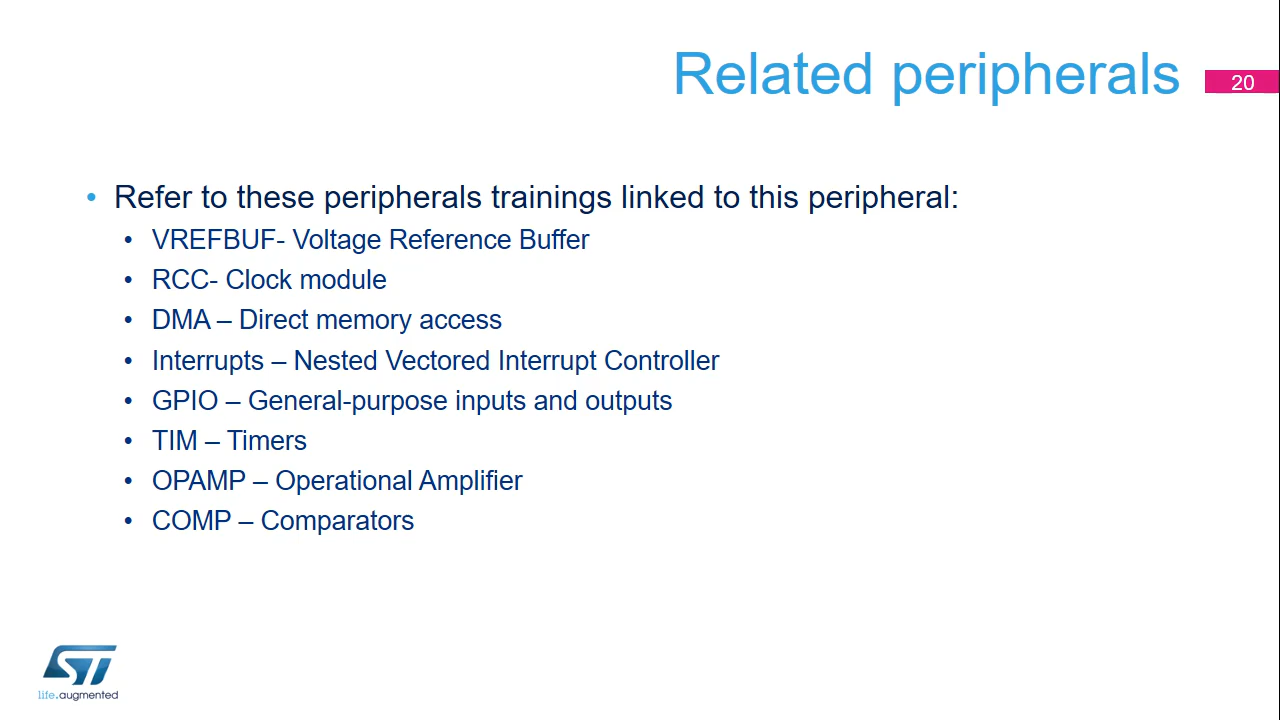 Related peripherals
20
• Refer to these peripherals trainings linked to this peripheral:
• VREFBUF- Voltage Reference Buffer
• RCC- Clock module
• DMA – Direct memory access
• Interrupts – Nested Vectored Interrupt Controller
• GPIO – General-purpose inputs and outputs
• TIM – Timers
• OPAMP – Operational Amplifier
• COMP – Comparators
ST
life.augmented